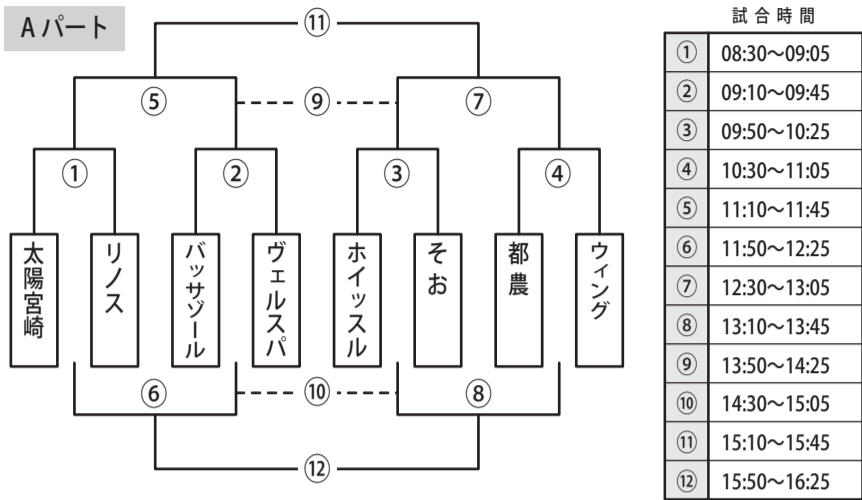 Aパート
⑪
⑤
⑨
⑦
①
②
③
④
太陽宮崎
リノス
バッサゾール
ヴェルスパ
ホイッスル
そお
都農
ウィング
⑥
⑩
⑧
⑫
試合時間
① 08:30〜09:05
② 09:10〜09:45
③ 09:50〜10:25
④ 10:30〜11:05
⑤ 11:10〜11:45
⑥ 11:50〜12:25
⑦ 12:30〜13:05
⑧ 13:10〜13:45
⑨ 13:50〜14:25
⑩ 14:30〜15:05
⑪ 15:10〜15:45
⑫ 15:50〜16:25